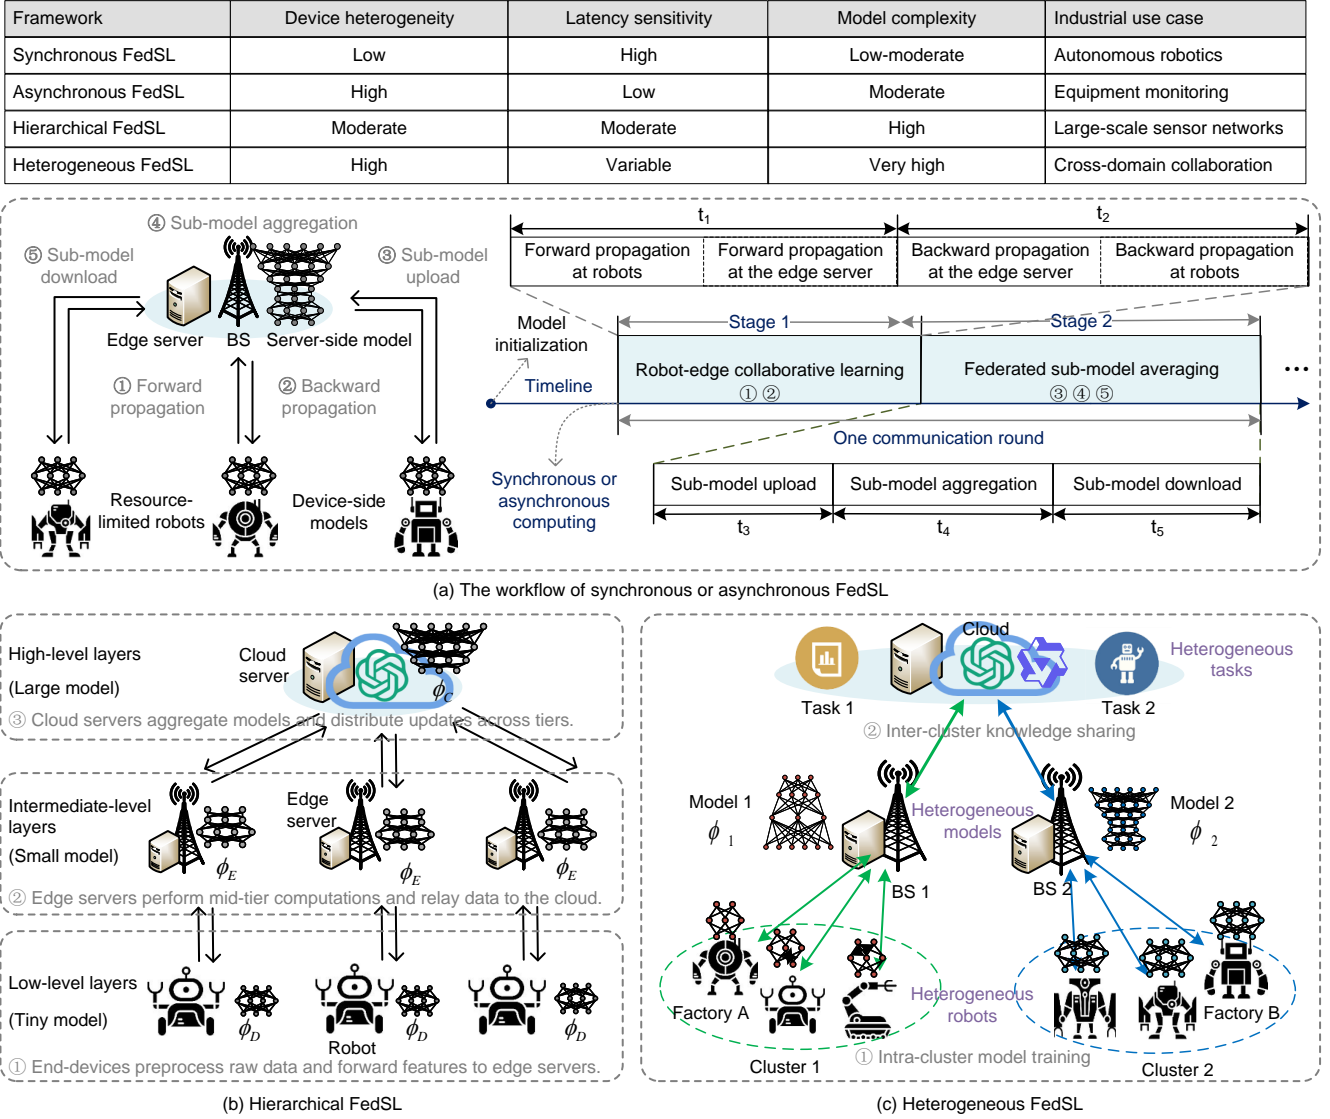 Framework Device heterogeneity Latency sensitivity Model complexity Industrial use case
Synchronous FedSL Low High Low-moderate Autonomous robotics
Asynchronous FedSL High Low Moderate Equipment monitoring
Hierarchical FedSL Moderate Moderate High Large-scale sensor networks
Heterogeneous FedSL High Variable Very high Cross-domain collaboration
④ Sub-model aggregation
⑤ Sub-model
download
③ Sub-model
upload
Edge server BS Server-side model
① Forward
propagation
② Backward
propagation
Resource-
limited robots
Device-side
models
t1 t2
Forward propagation
at robots
Forward propagation
at the edge server
Backward propagation
at the edge server
Backward propagation
at robots
Stage 1 Stage 2
Model
initialization
Timeline
Robot-edge collaborative learning
① ②
Federated sub-model averaging
③ ④ ⑤
...
One communication round
Synchronous or
asynchronous
computing
Sub-model upload Sub-model aggregation Sub-model download
t3 t4 t5
(a) The workflow of synchronous or asynchronous FedSL
High-level layers
(Large model)
Cloud
server
ϕC
③ Cloud servers aggregate models and distribute updates across tiers.
Intermediate-level
layers
(Small model)
Edge
server
ϕE ϕE ϕE
② Edge servers perform mid-tier computations and relay data to the cloud.
Low-level layers
(Tiny model)
ϕD ϕD ϕD
Robot
① End-devices preprocess raw data and forward features to edge servers.
(b) Hierarchical FedSL
Cloud
Heterogeneous
tasks
Task 1 Task 2
② Inter-cluster knowledge sharing
Model 1
ϕ1
Heterogeneous
models
Model 2
ϕ2
BS 1 BS 2
Factory A
Heterogeneous
robots
Factory B
Cluster 1
① Intra-cluster model training
Cluster 2
(c) Heterogeneous FedSL